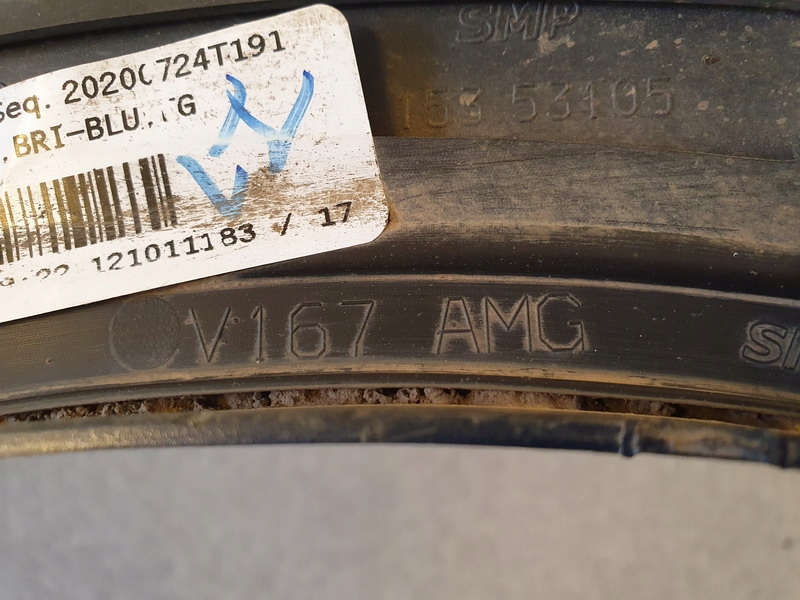 SMP
153 53105
Seq. 2020 724T191
BRI-BLU G
121011183 / 17
V167 AMG